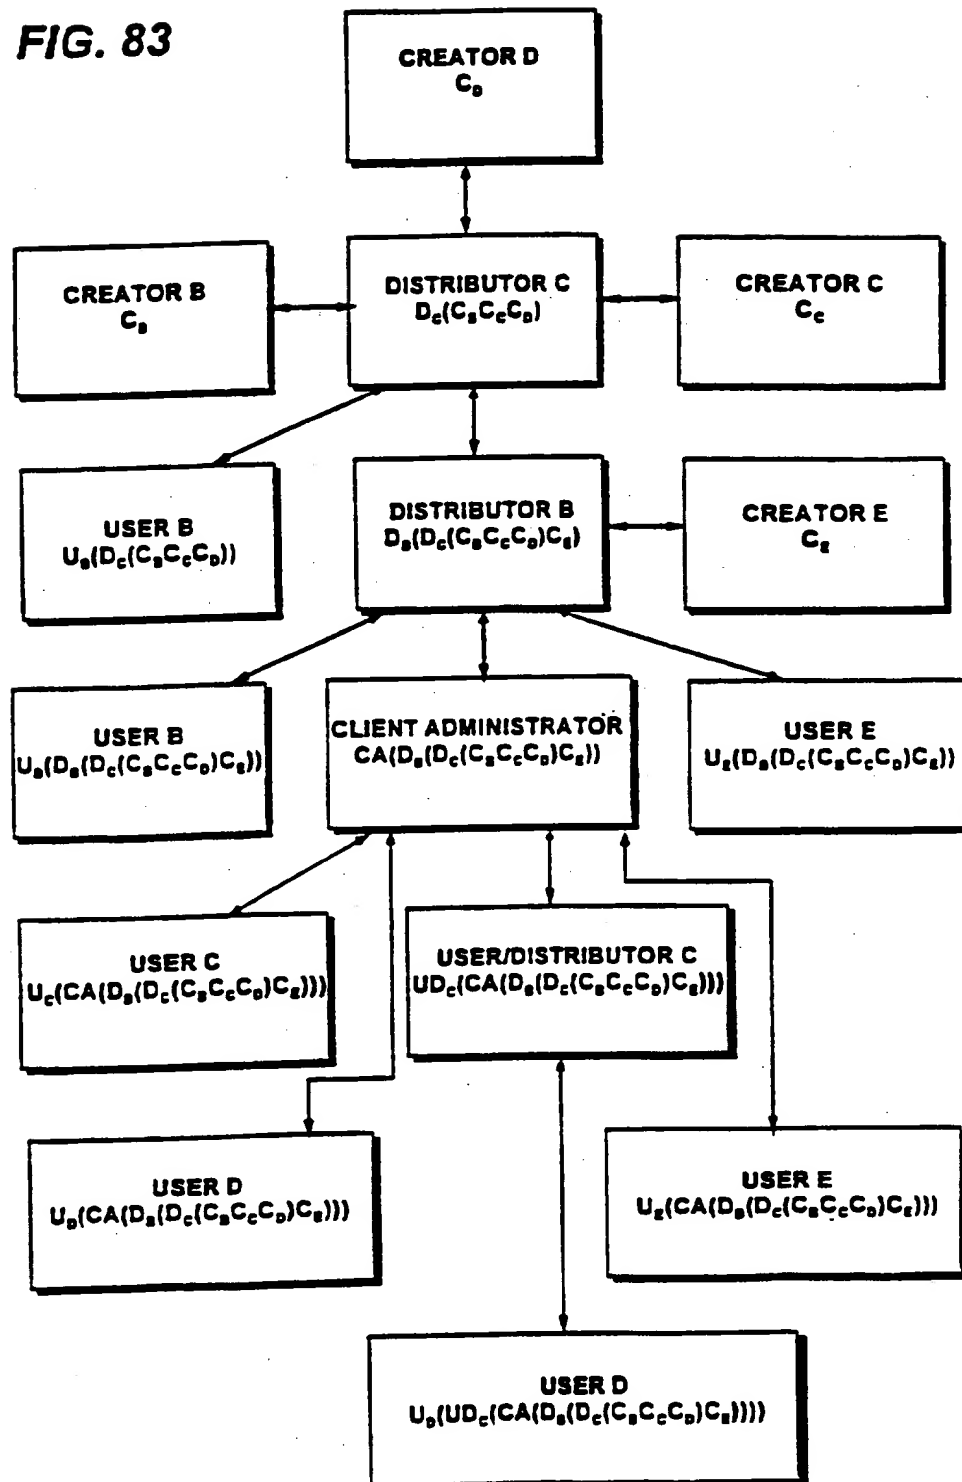 FIG. 83
CREATOR D
C_D
CREATOR B
C_B
DISTRIBUTOR C
D_C(C_BC_CC_D)
CREATOR C
C_C
USER B
U_B(D_C(C_BC_CC_D))
DISTRIBUTOR B
D_B(D_C(C_BC_CC_D)C_E)
CREATOR E
C_E
USER B
U_B(D_B(D_C(C_BC_CC_D)C_E))
CLIENT ADMINISTRATOR
CA(D_B(D_C(C_BC_CC_D)C_E))
USER E
U_E(D_B(D_C(C_BC_CC_D)C_E))
USER C
U_C(CA(D_B(D_C(C_BC_CC_D)C_E)))
USER/DISTRIBUTOR C
UD_C(CA(D_B(D_C(C_BC_CC_D)C_E)))
USER D
U_D(CA(D_B(D_C(C_BC_CC_D)C_E)))
USER E
U_E(CA(D_B(D_C(C_BC_CC_D)C_E)))
USER D
U_D(UD_C(CA(D_B(D_C(C_BC_CC_D)C_E))))